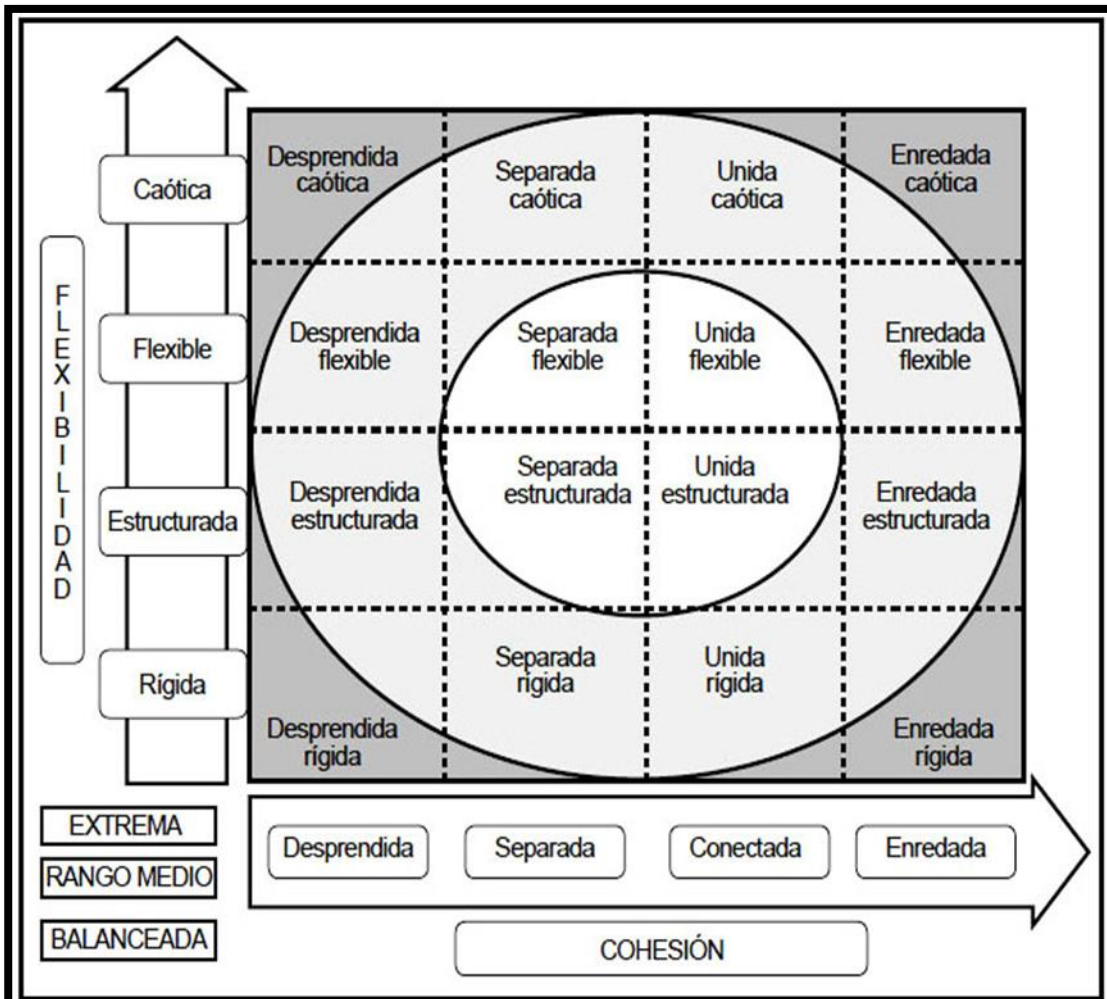 Caótica
Flexible
Estructurada
Rígida
FLEXIBILIDAD
Desprendida
caótica
Separada
caótica
Unida
caótica
Enredada
caótica
Desprendida
flexible
Separada
flexible
Unida
flexible
Enredada
flexible
Desprendida
estructurada
Separada
estructurada
Unida
estructurada
Enredada
estructurada
Desprendida
rígida
Separada
rígida
Unida
rígida
Enredada
rígida
EXTREMA
RANGO MEDIO
BALANCEADA
Desprendida
Separada
Conectada
Enredada
COHESIÓN